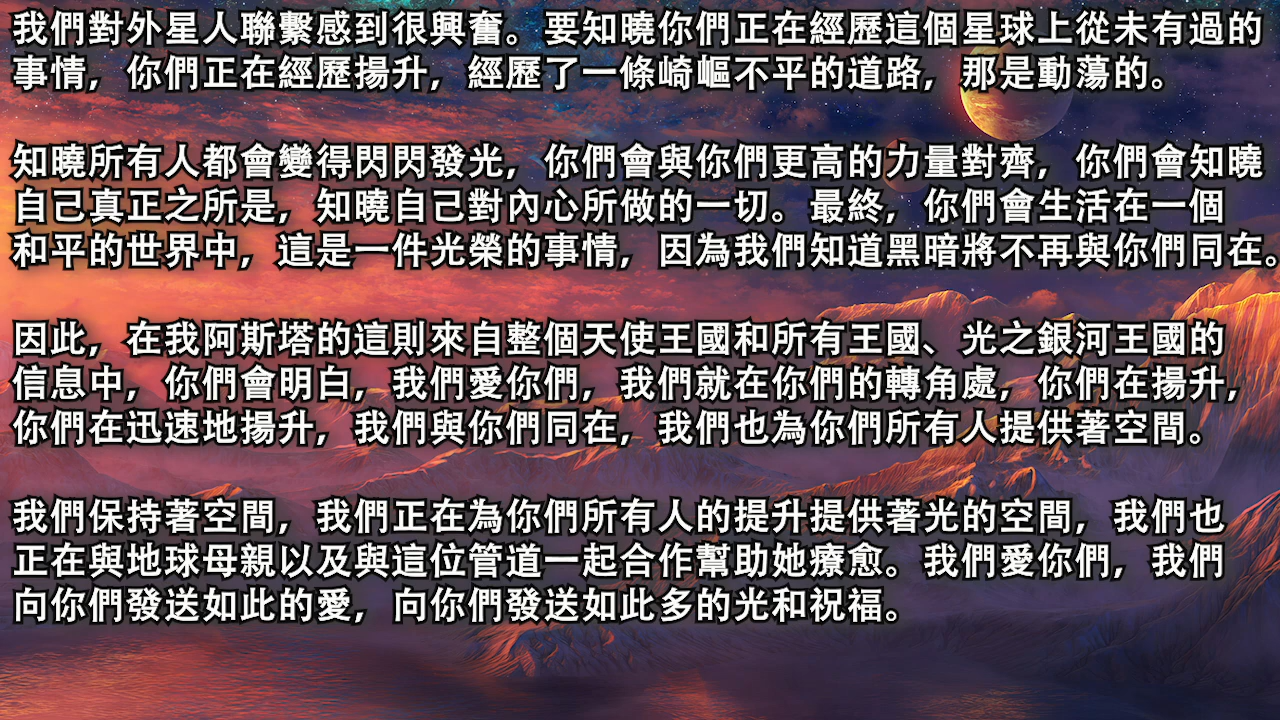 我們對外星人聯繫感到很興奮。要知曉你們正在經歷這個星球上從未有過的
事情，你們正在經歷揚升，經歷了一條崎嶇不平的道路，那是動蕩的。
知曉所有人都會變得閃閃發光，你們會與你們更高的力量對齊，你們會知曉
自己真正之所是，知曉自己對內心所做的一切。最終，你們會生活在一個
和平的世界中，這是一件光榮的事情，因為我們知道黑暗將不再與你們同在。
因此，在我阿斯塔的這則來自整個天使王國和所有王國、光之銀河王國的
信息中，你們會明白，我們愛你們，我們就在你們的轉角處，你們在揚升，
你們在迅速地揚升，我們與你們同在，我們也為你們所有人提供著空間。
我們保持著空間，我們正在為你們所有人的提升提供著光的空間，我們也
正在與地球母親以及與這位管道一起合作幫助她療愈。我們愛你們，我們
向你們發送如此的愛，向你們發送如此多的光和祝福。